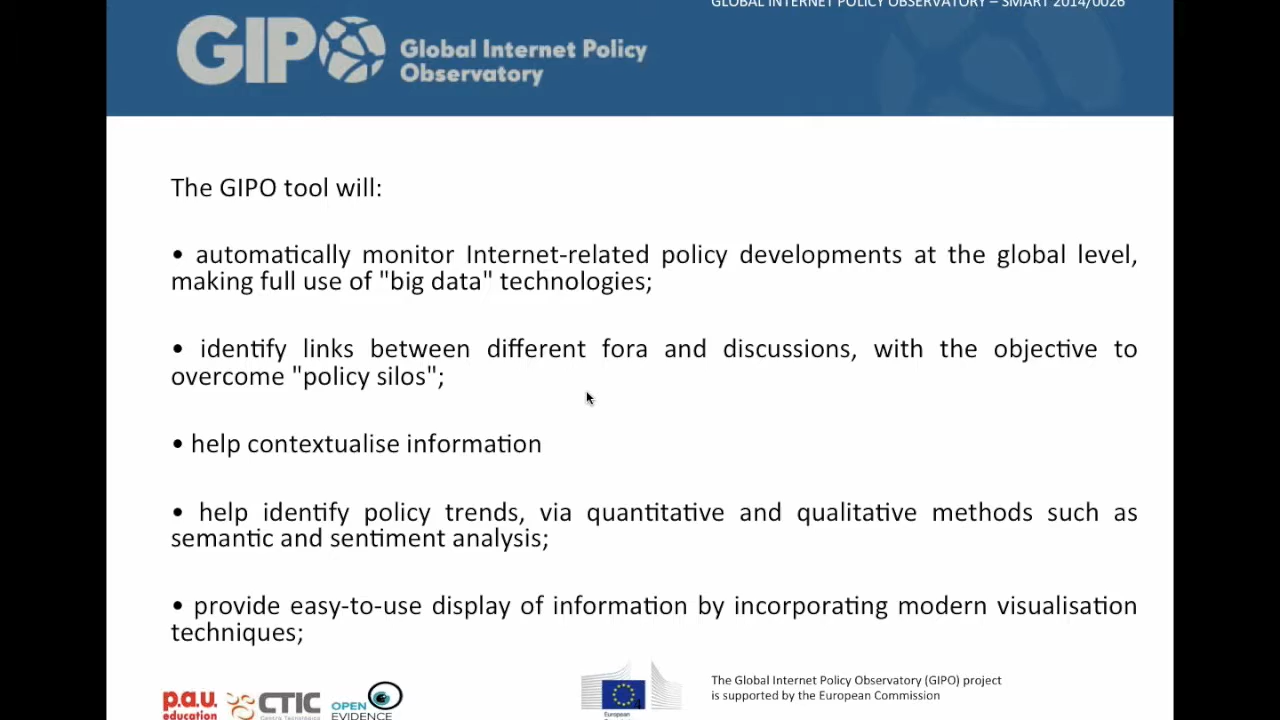 GLOBAL INTERNET POLICY OBSERVATORY – SMART 2014/0026
GIPO Global Internet Policy
Observatory
The GIPO tool will:
• automatically monitor Internet-related policy developments at the global level,
making full use of "big data" technologies;
• identify links between different fora and discussions, with the objective to
overcome "policy silos";
• help contextualise information
• help identify policy trends, via quantitative and qualitative methods such as
semantic and sentiment analysis;
• provide easy-to-use display of information by incorporating modern visualisation
techniques;
p.a.u.
education
CTIC
Centro Tecnológico
OPEN
EVIDENCE
European
The Global Internet Policy Observatory (GIPO) project
is supported by the European Commission